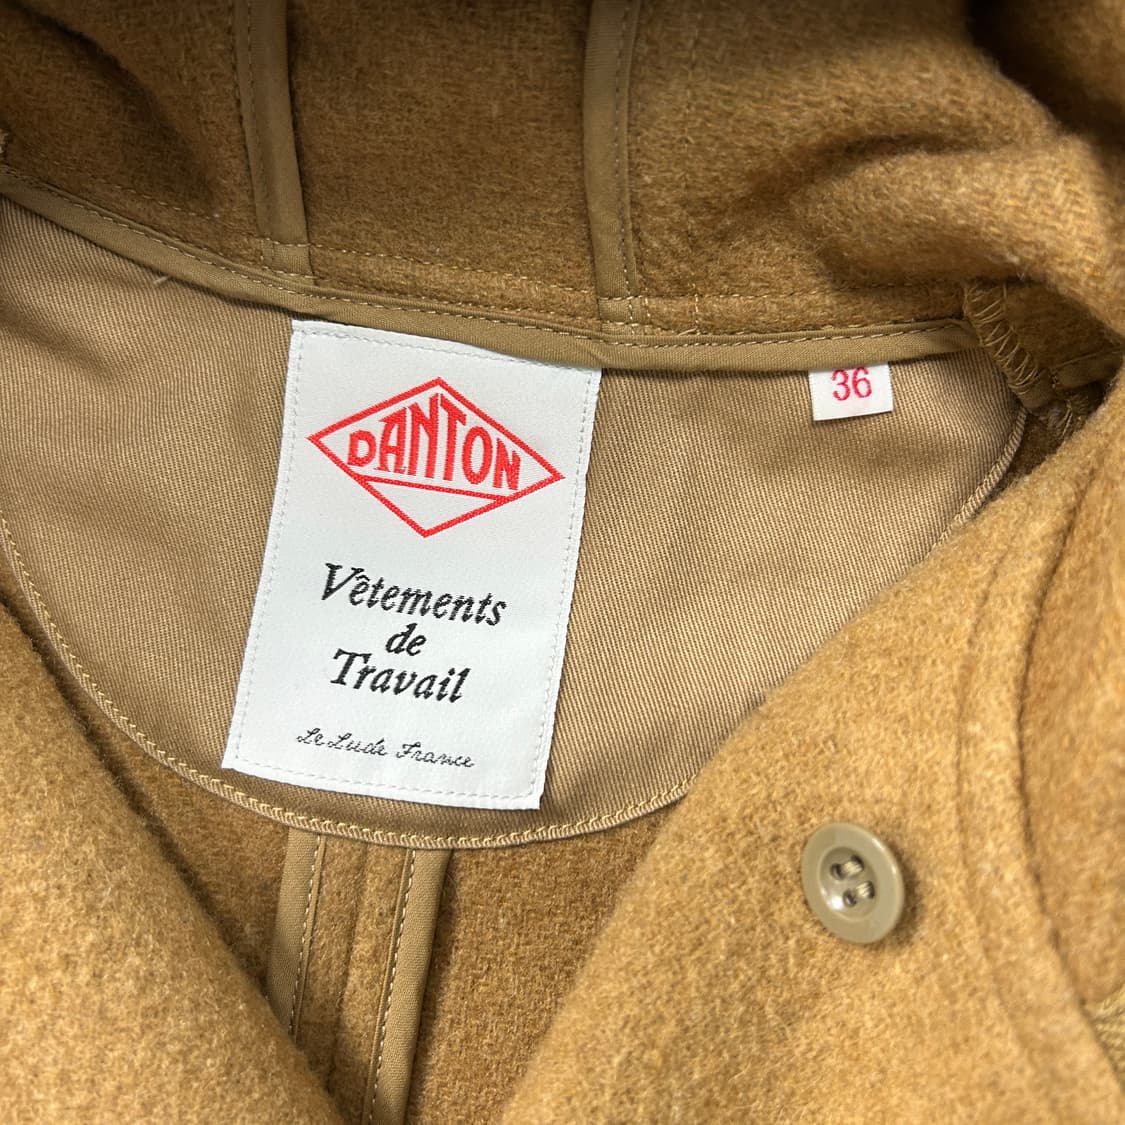 DANTON
36
Vêtements
de
Travail
Le Lude France